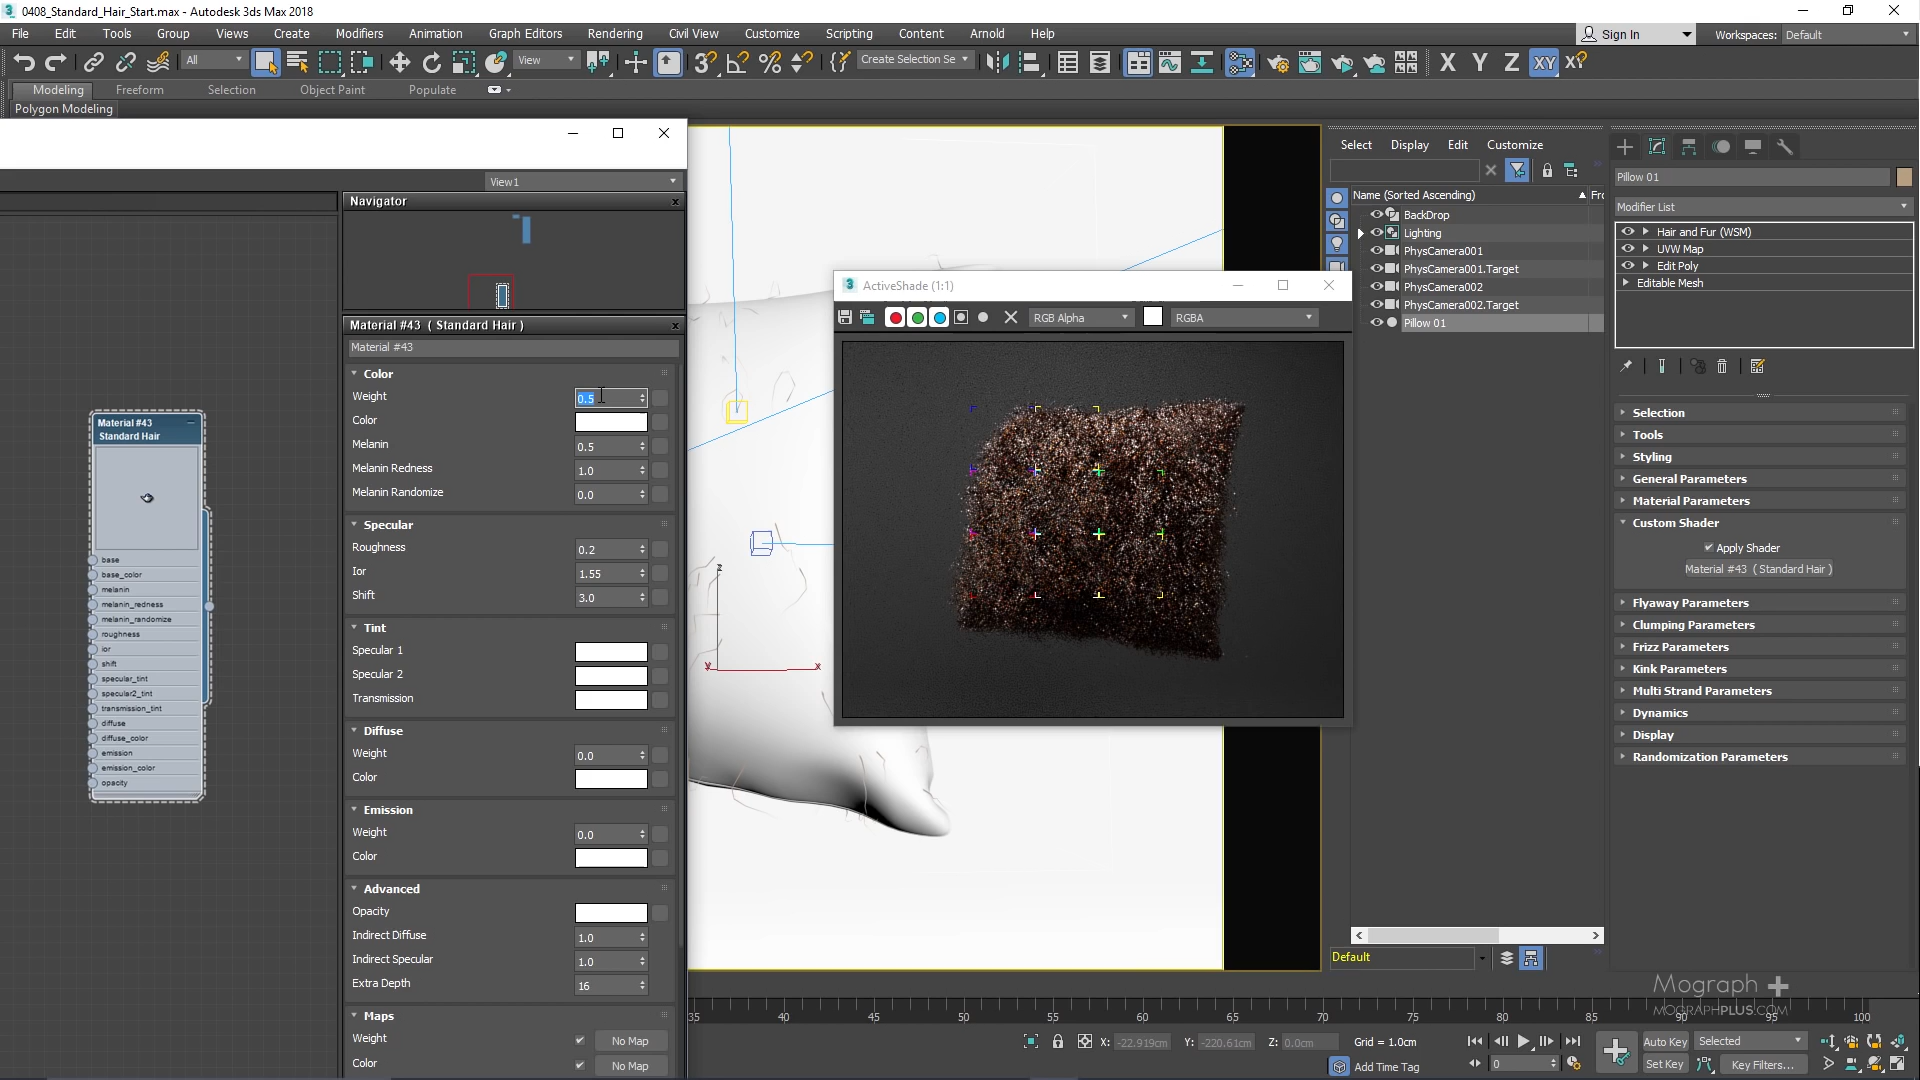 0408_Standard_Hair_Start.max - Autodesk 3ds Max 2018
File Edit Tools Group Views Create Modifiers Animation Graph Editors Rendering Civil View Customize Scripting Content Arnold Help Sign In Workspaces: Default
All View Create Selection Se X Y Z XY
Modeling Freeform Selection Object Paint Populate
Polygon Modeling
View1
Navigator
Material #43 ( Standard Hair )
Material #43
Color
Weight 0.5
Color
Melanin 0.5
Melanin Redness 1.0
Melanin Randomize 0.0
Specular
Roughness 0.2
Ior 1.55
Shift 3.0
Tint
Specular 1
Specular 2
Transmission
Diffuse
Weight 0.0
Color
Emission
Weight 0.0
Color
Advanced
Opacity
Indirect Diffuse 1.0
Indirect Specular 1.0
Extra Depth 16
Maps
Weight No Map
Color No Map
Material #43
Standard Hair
base
base_color
melanin
melanin_redness
melanin_randomize
roughness
ior
shift
specular_tint
specular2_tint
transmission_tint
diffuse
diffuse_color
emission
emission_color
opacity
z
y x
ActiveShade (1:1)
RGB Alpha RGBA
Select Display Edit Customize
Name (Sorted Ascending) Fro
BackDrop
Lighting
PhysCamera001
PhysCamera001.Target
PhysCamera002
PhysCamera002.Target
Pillow 01
Default
Pillow 01
Modifier List
Hair and Fur (WSM)
UVW Map
Edit Poly
Editable Mesh
Selection
Tools
Styling
General Parameters
Material Parameters
Custom Shader
Apply Shader
Material #43 ( Standard Hair )
Flyaway Parameters
Clumping Parameters
Frizz Parameters
Kink Parameters
Multi Strand Parameters
Dynamics
Display
Randomization Parameters
Mograph +
MOGRAPHPLUS.COM
35 40 45 50 55 60 65 70 75 80 85 90 95 100
X: -22.919cm Y: -220.61cm Z: 0.0cm Grid = 1.0cm
Add Time Tag
0
Auto Key Selected
Set Key Key Filters...